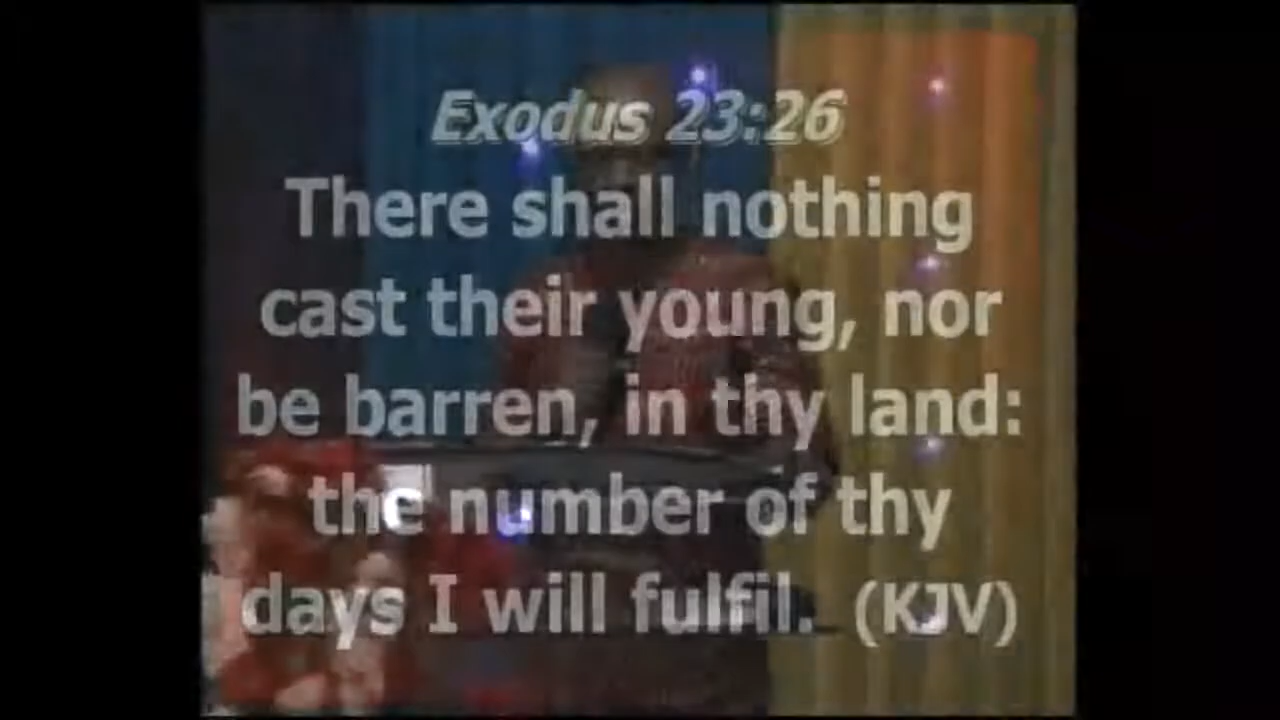 Exodus 23:26
There shall nothing
cast their young, nor
be barren, in thy land:
the number of thy
days I will fulfil. (KJV)